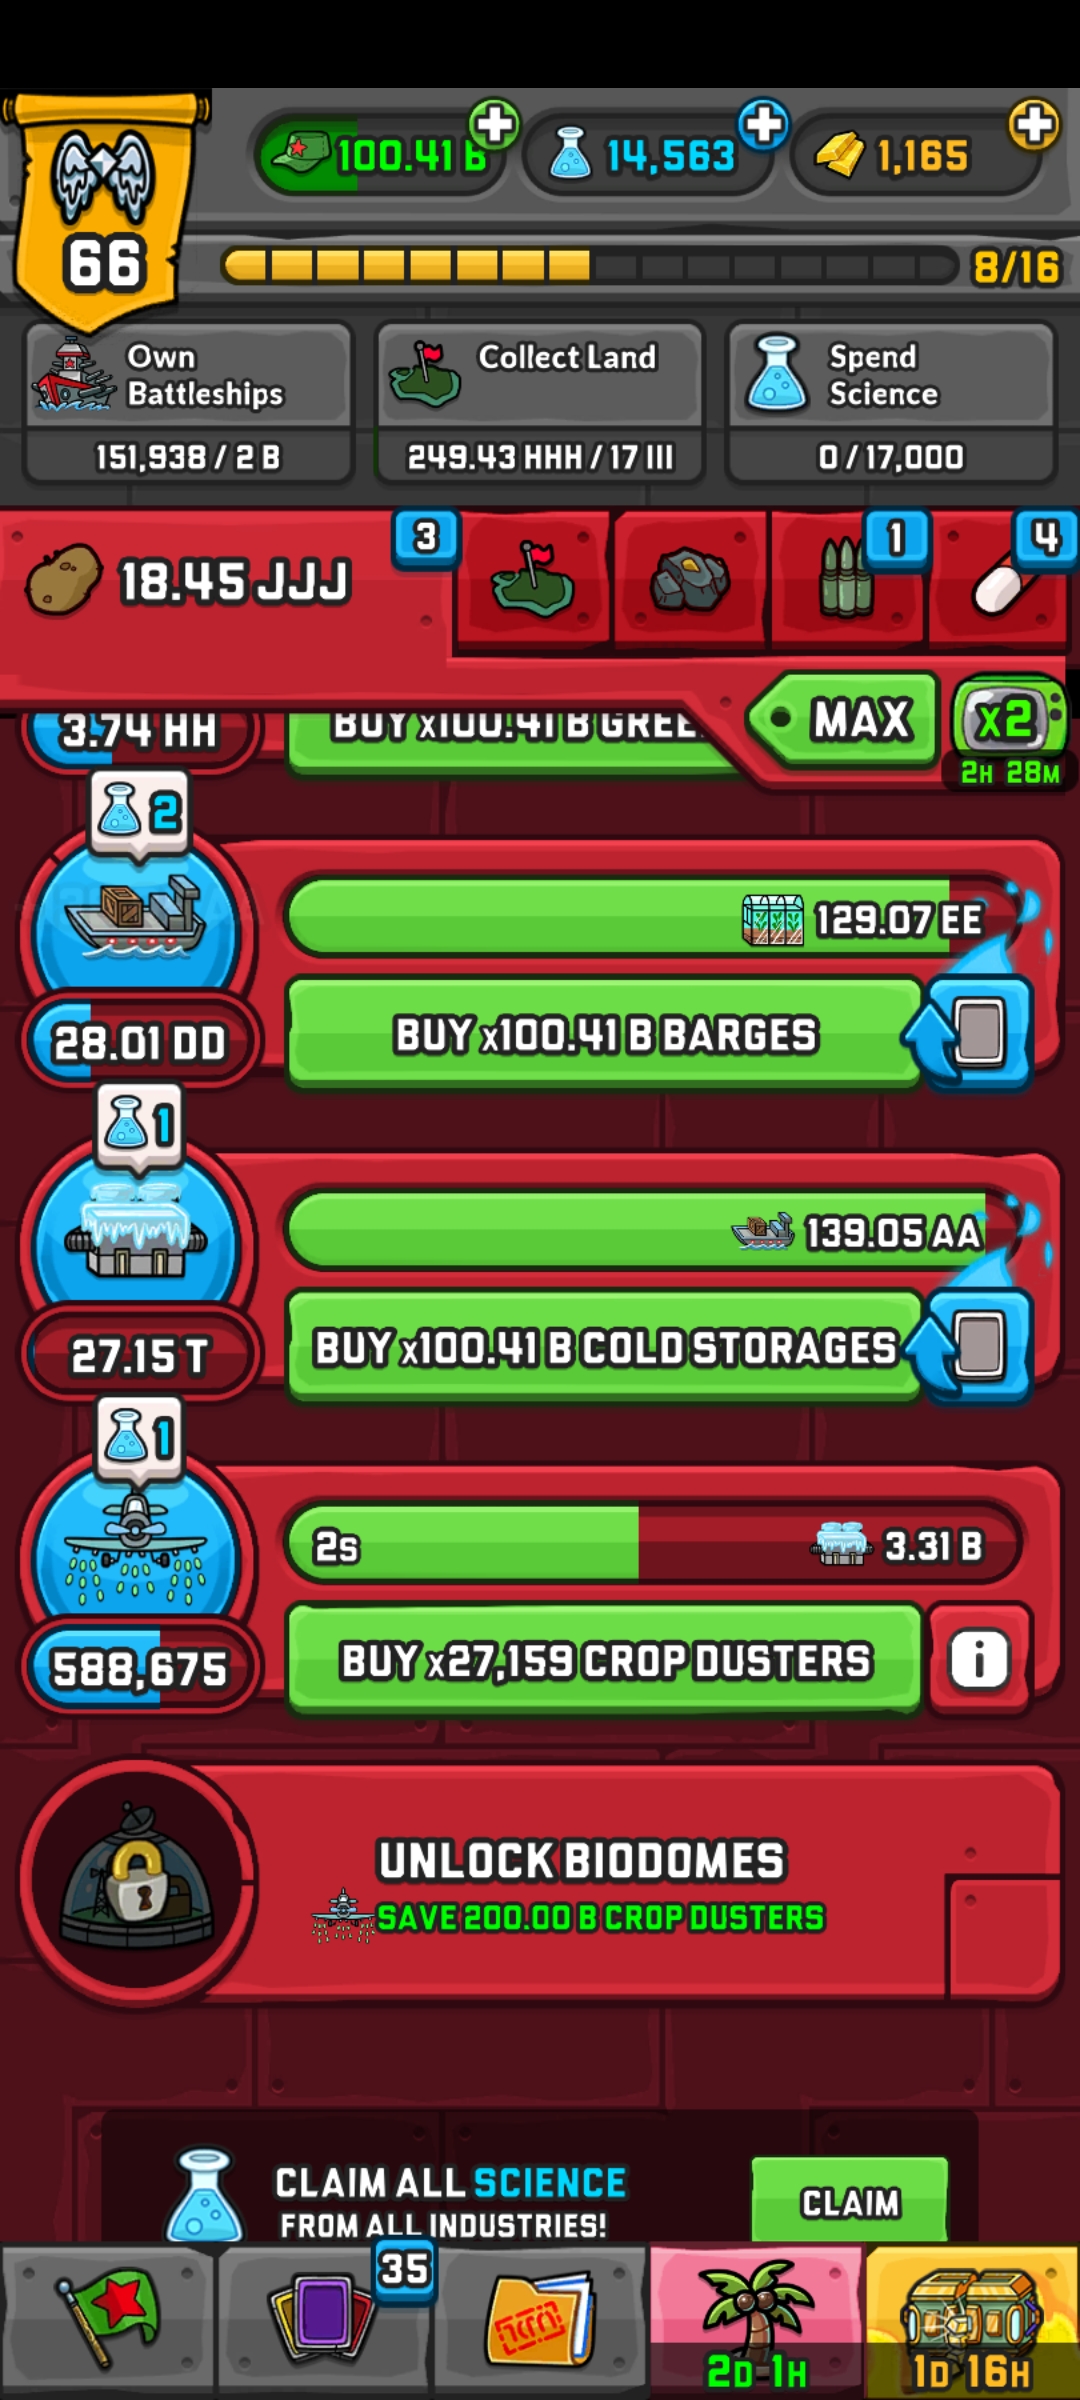 100.41 B
14,563
1,165
66
8/16
Own
Battleships
Collect Land
Spend
Science
151,938 / 2 B
249.43 HHH / 17 III
0 / 17,000
18.45 JJJ
3
1
4
MAX
x2
2H 28M
3.74 HH
BUY x100.41 B GREE
2
129.07 EE
28.01 DD
BUY x100.41 B BARGES
1
139.05 AA
27.15 T
BUY x100.41 B COLD STORAGES
1
2s
3.31 B
588,675
BUY x27,159 CROP DUSTERS
i
UNLOCK BIODOMES
SAVE 200.00 B CROP DUSTERS
CLAIM ALL SCIENCE
FROM ALL INDUSTRIES!
CLAIM
35
2D 1H
1D 16H